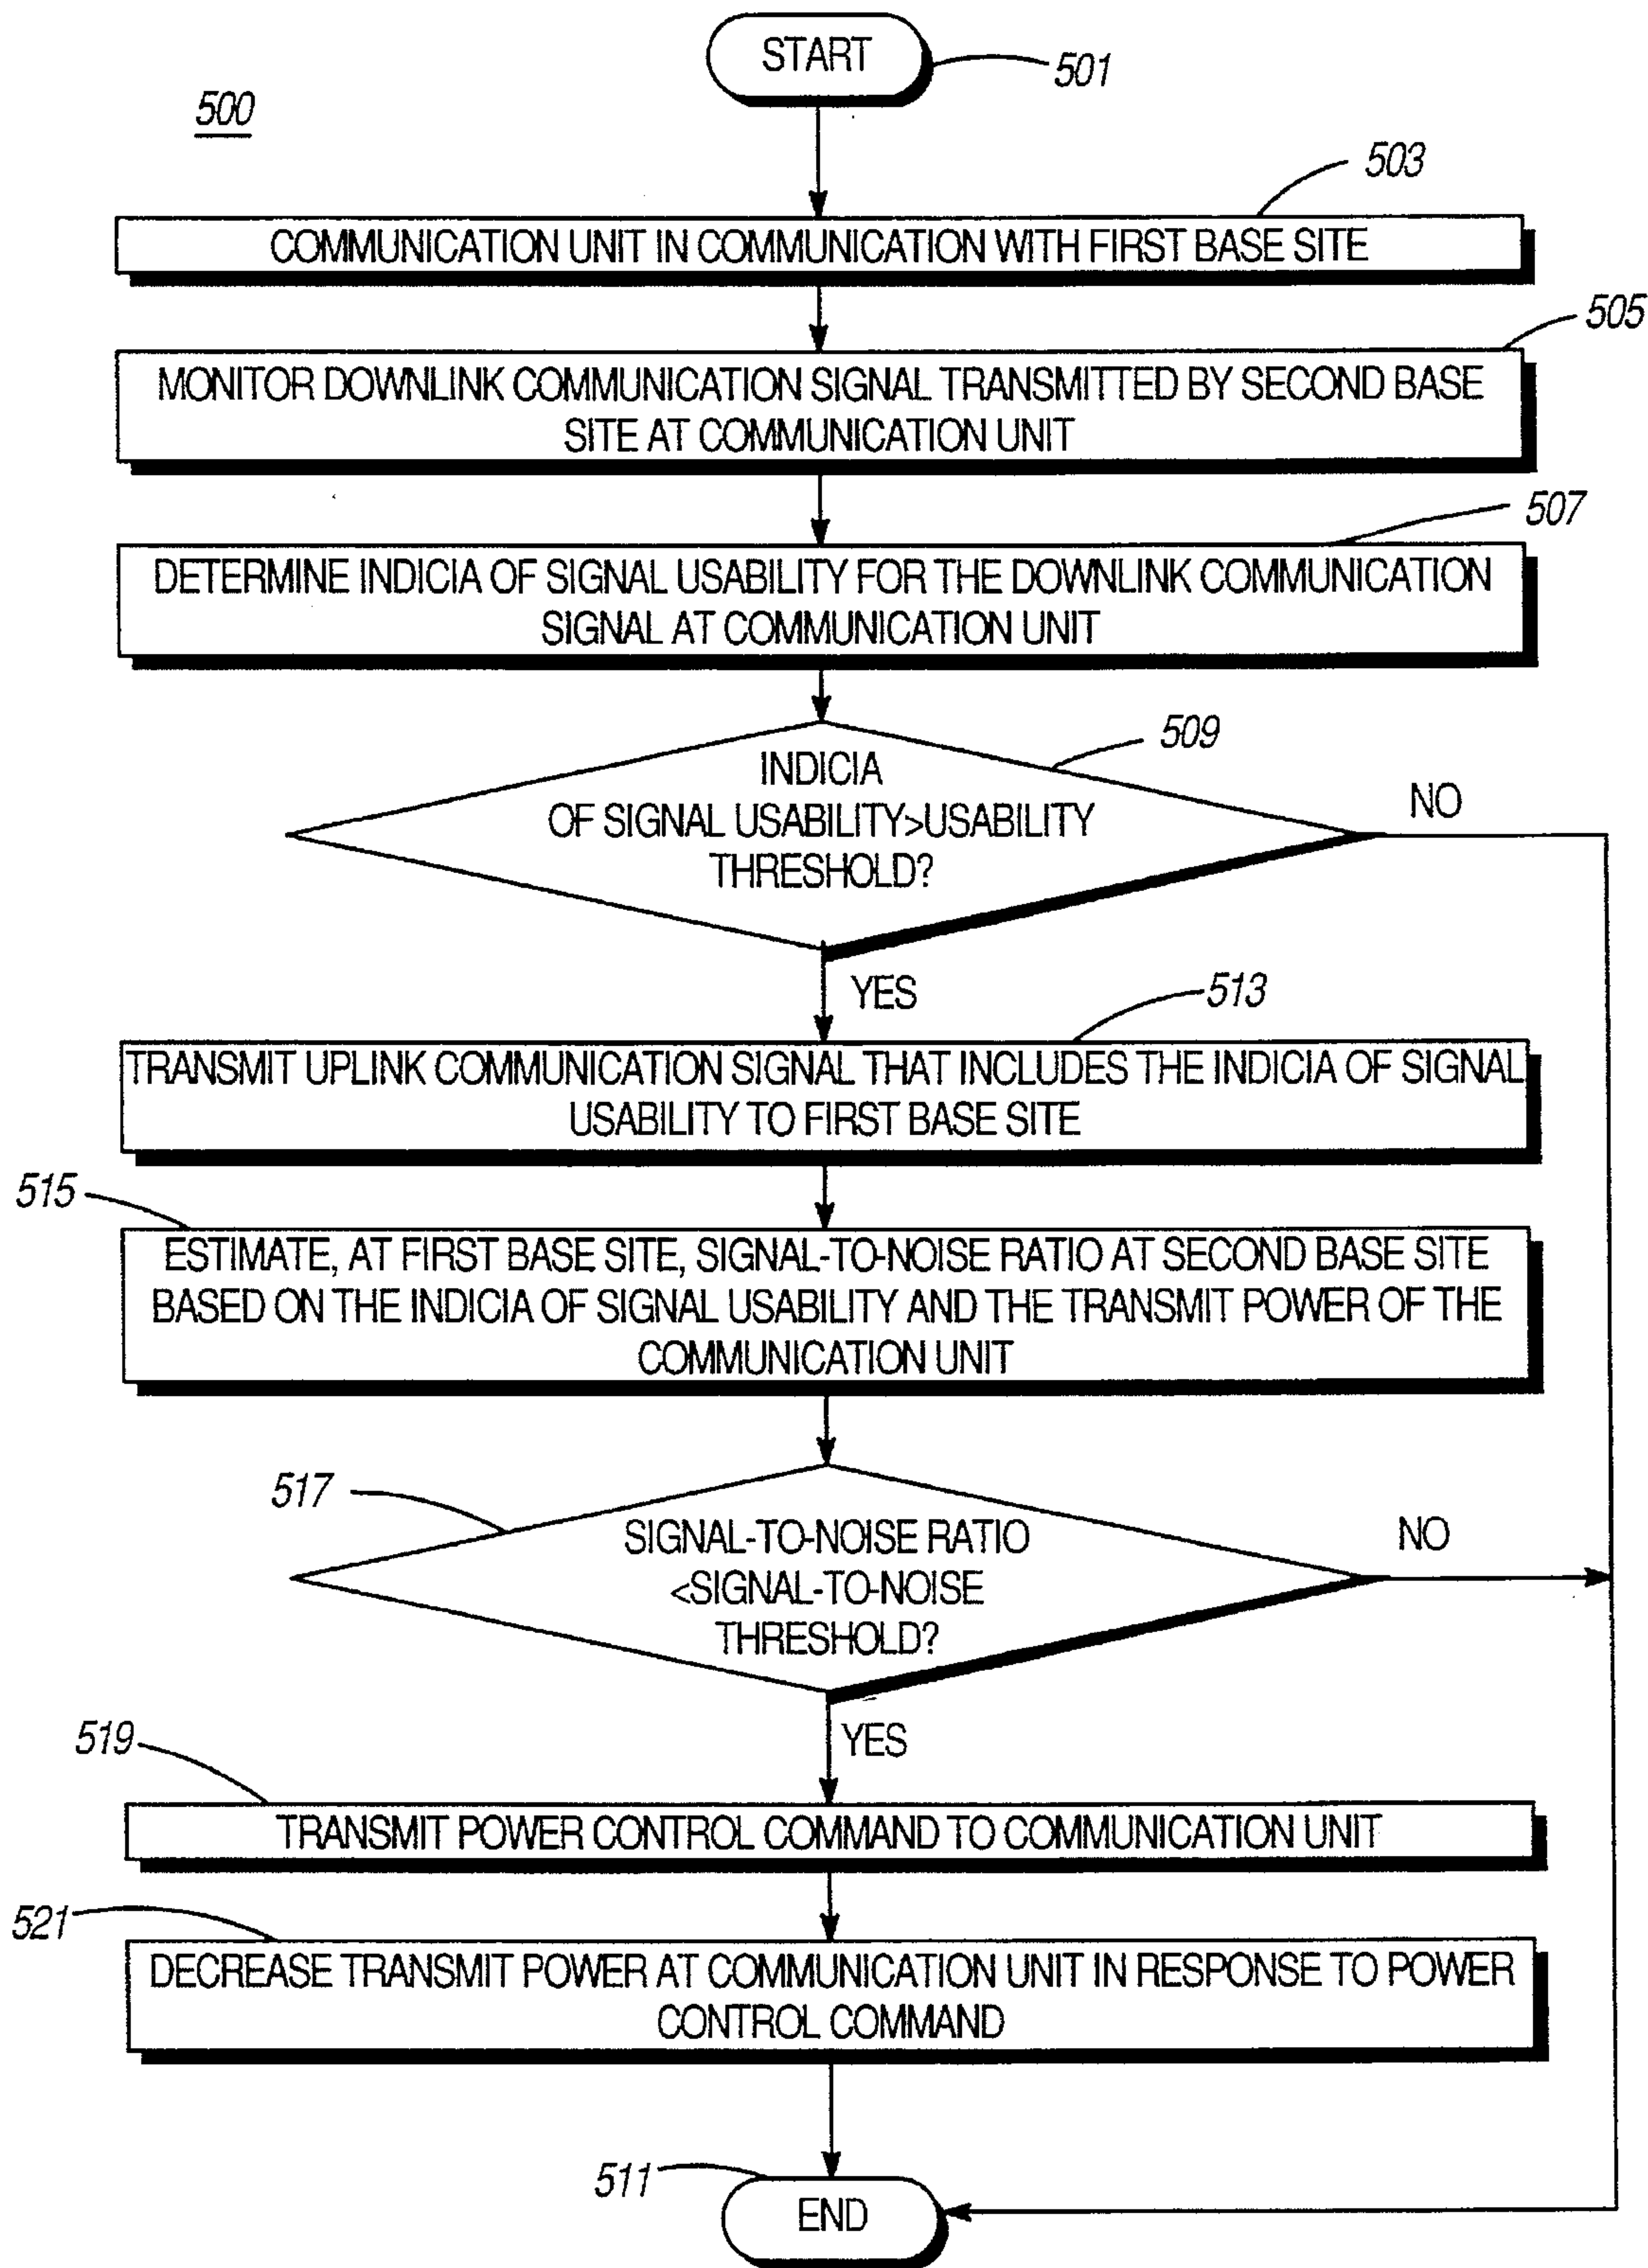 START
501
500
503
COMMUNICATION UNIT IN COMMUNICATION WITH FIRST BASE SITE
505
MONITOR DOWNLINK COMMUNICATION SIGNAL TRANSMITTED BY SECOND BASE
SITE AT COMMUNICATION UNIT
507
DETERMINE INDICIA OF SIGNAL USABILITY FOR THE DOWNLINK COMMUNICATION
SIGNAL AT COMMUNICATION UNIT
509
INDICIA
OF SIGNAL USABILITY>USABILITY
THRESHOLD?
NO
YES
513
TRANSMIT UPLINK COMMUNICATION SIGNAL THAT INCLUDES THE INDICIA OF SIGNAL
USABILITY TO FIRST BASE SITE
515
ESTIMATE, AT FIRST BASE SITE, SIGNAL-TO-NOISE RATIO AT SECOND BASE SITE
BASED ON THE INDICIA OF SIGNAL USABILITY AND THE TRANSMIT POWER OF THE
COMMUNICATION UNIT
517
SIGNAL-TO-NOISE RATIO
<SIGNAL-TO-NOISE
THRESHOLD?
NO
YES
519
TRANSMIT POWER CONTROL COMMAND TO COMMUNICATION UNIT
521
DECREASE TRANSMIT POWER AT COMMUNICATION UNIT IN RESPONSE TO POWER
CONTROL COMMAND
511
END